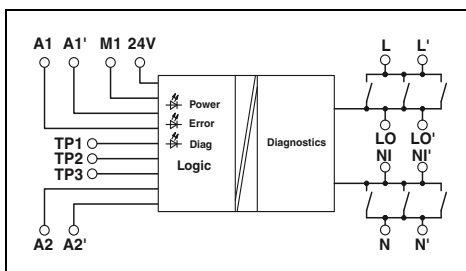 A1 A1' M1 24V
L L'
Power
Error
TP1 Diag
TP2
TP3
Logic
Diagnostics
LO LO'
NI NI'
A2 A2'
N N'